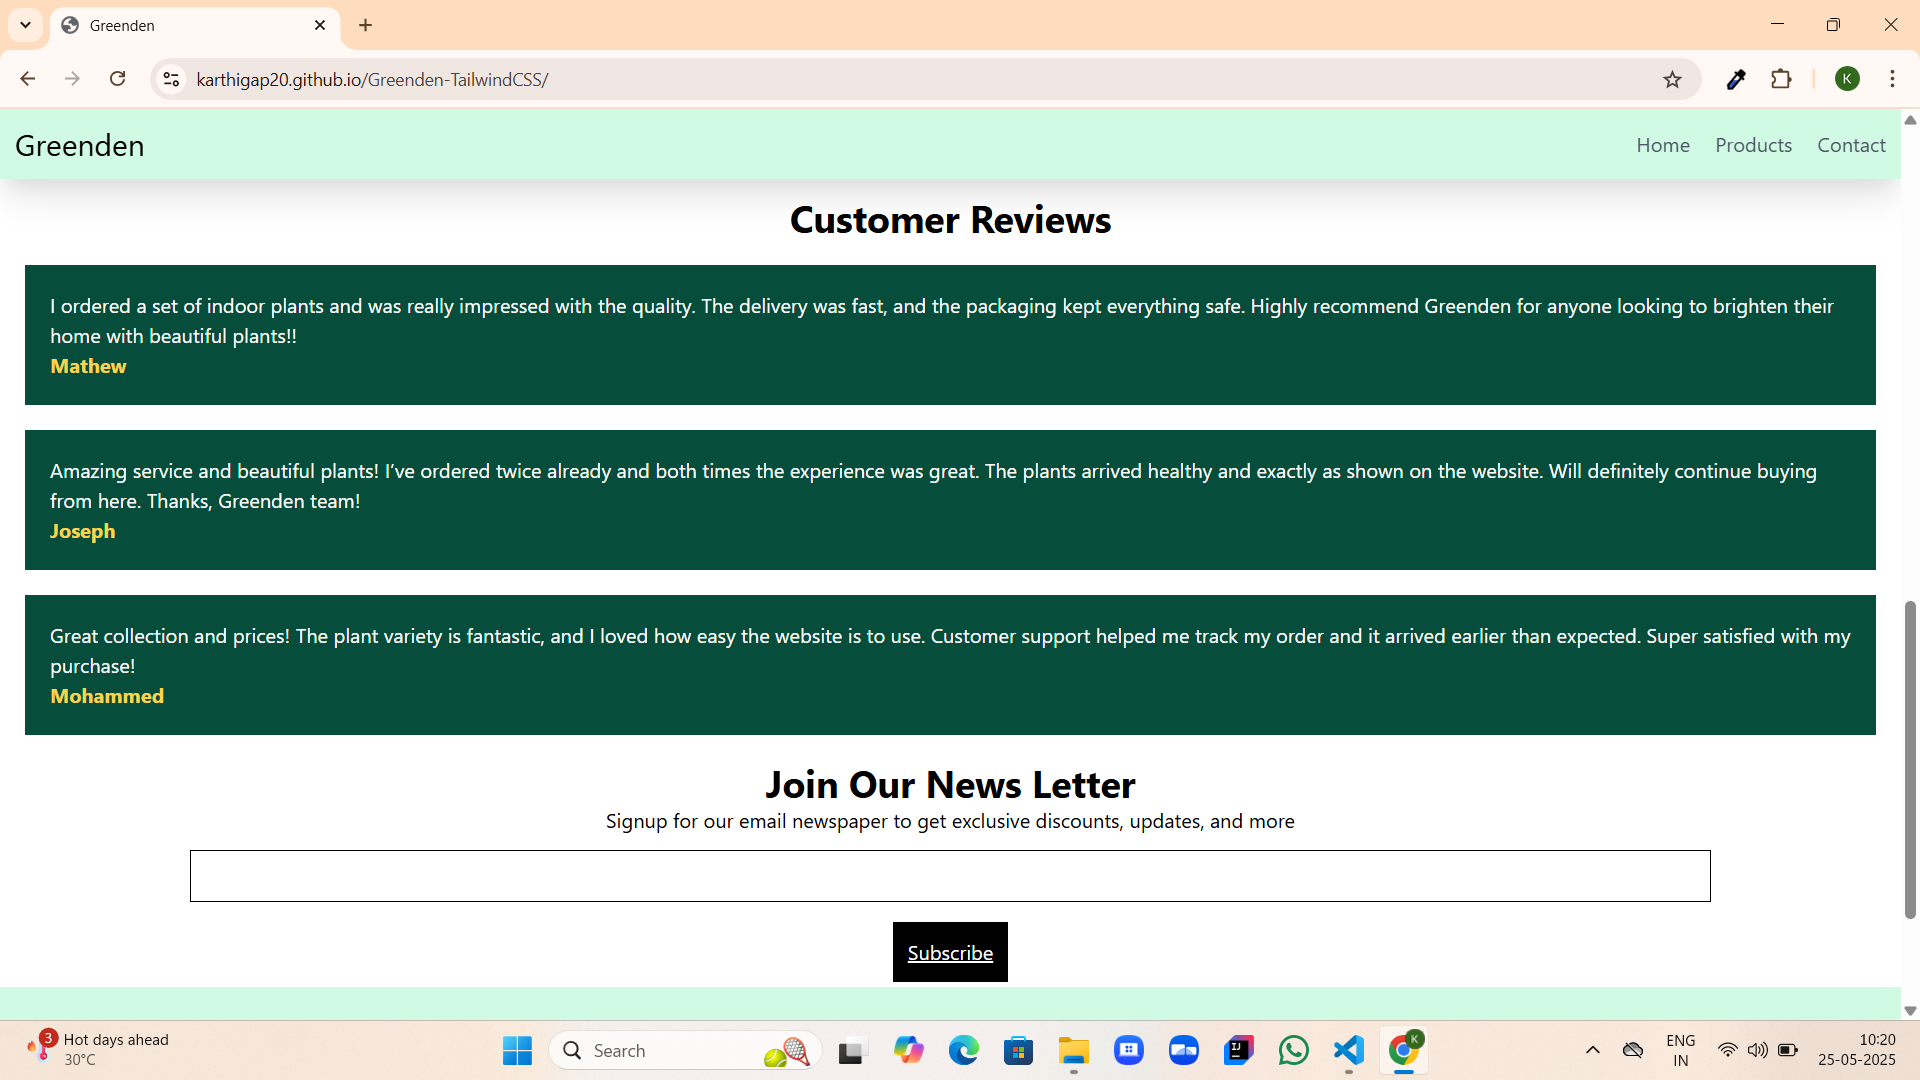 Greenden
karthigap20.github.io/Greenden-TailwindCSS/
K
Greenden
Home Products Contact
Customer Reviews
I ordered a set of indoor plants and was really impressed with the quality. The delivery was fast, and the packaging kept everything safe. Highly recommend Greenden for anyone looking to brighten their
home with beautiful plants!!
Mathew
Amazing service and beautiful plants! I’ve ordered twice already and both times the experience was great. The plants arrived healthy and exactly as shown on the website. Will definitely continue buying
from here. Thanks, Greenden team!
Joseph
Great collection and prices! The plant variety is fantastic, and I loved how easy the website is to use. Customer support helped me track my order and it arrived earlier than expected. Super satisfied with my
purchase!
Mohammed
Join Our News Letter
Signup for our email newspaper to get exclusive discounts, updates, and more
Subscribe
3
Hot days ahead
30°C
Search
IJ
K
ENG
IN
10:20
25-05-2025